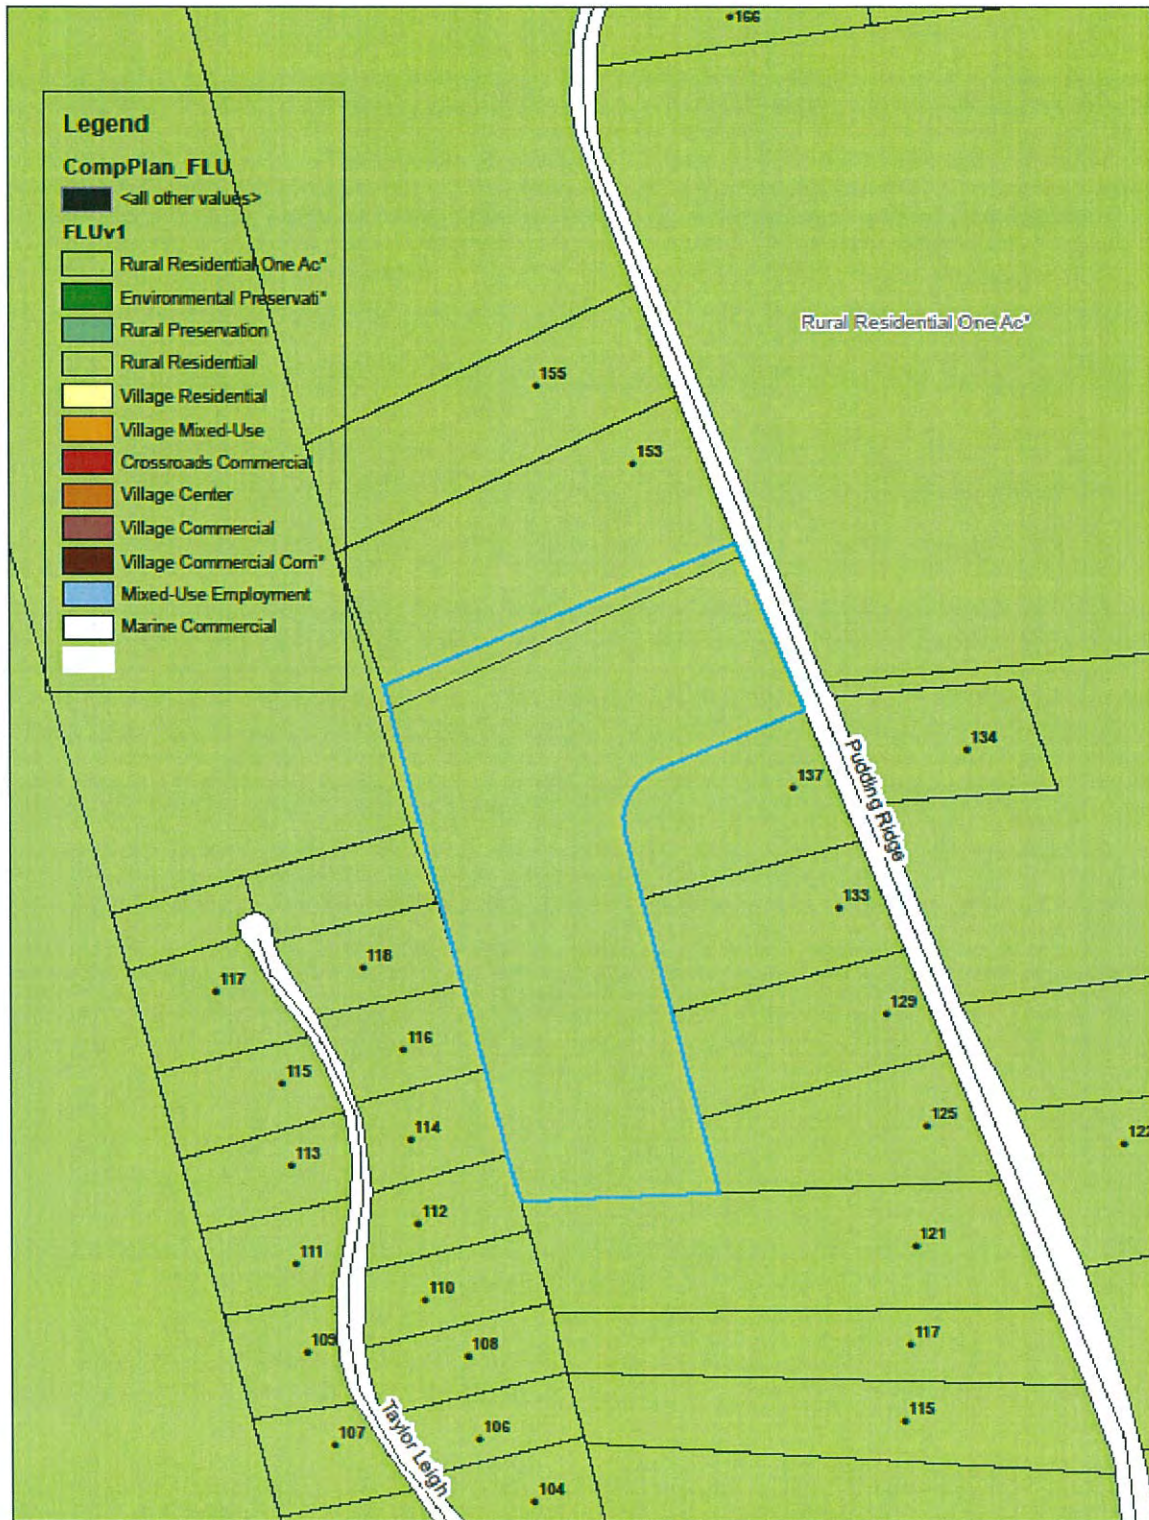 166
Legend
CompPlan_FLU
<all other values>
FLUv1
Rural Residential One Ac*
Environmental Preservati*
Rural Preservation
Rural Residential
Village Residential
Village Mixed-Use
Crossroads Commercial
Village Center
Village Commercial
Village Commercial Corri*
Mixed-Use Employment
Marine Commercial
Rural Residential One Ac*
155
153
134
137
Pudding Ridge
133
118
117
129
116
115
125
114
122
113
112
121
111
110
117
109
108
115
107
106
Taylor Leigh
104